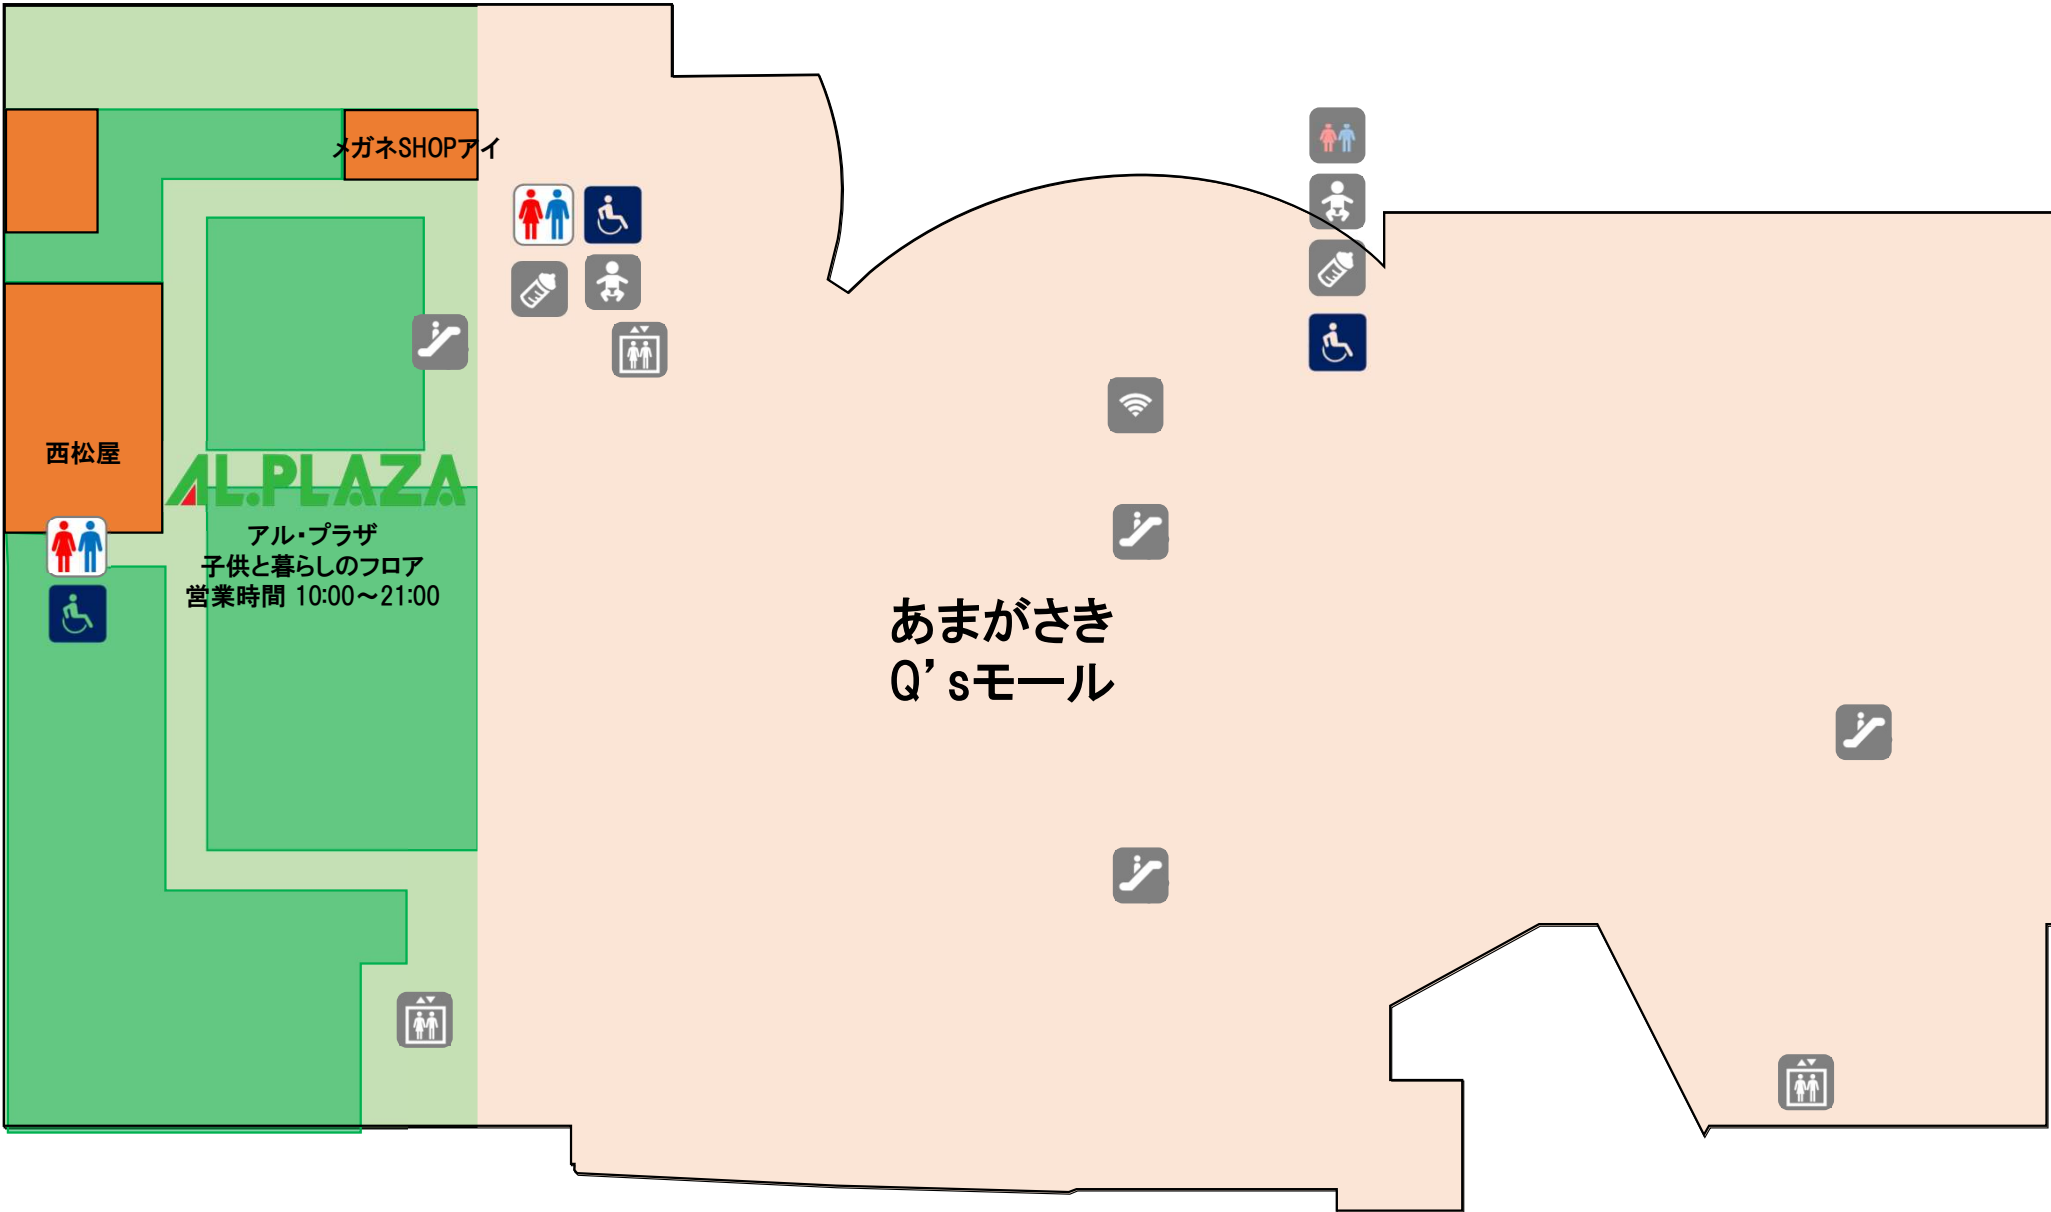 メガネSHOPアイ
西松屋
AL.PLAZA
アル・プラザ
子供と暮らしのフロア
営業時間 10:00～21:00
あまがさき
Q’sモール